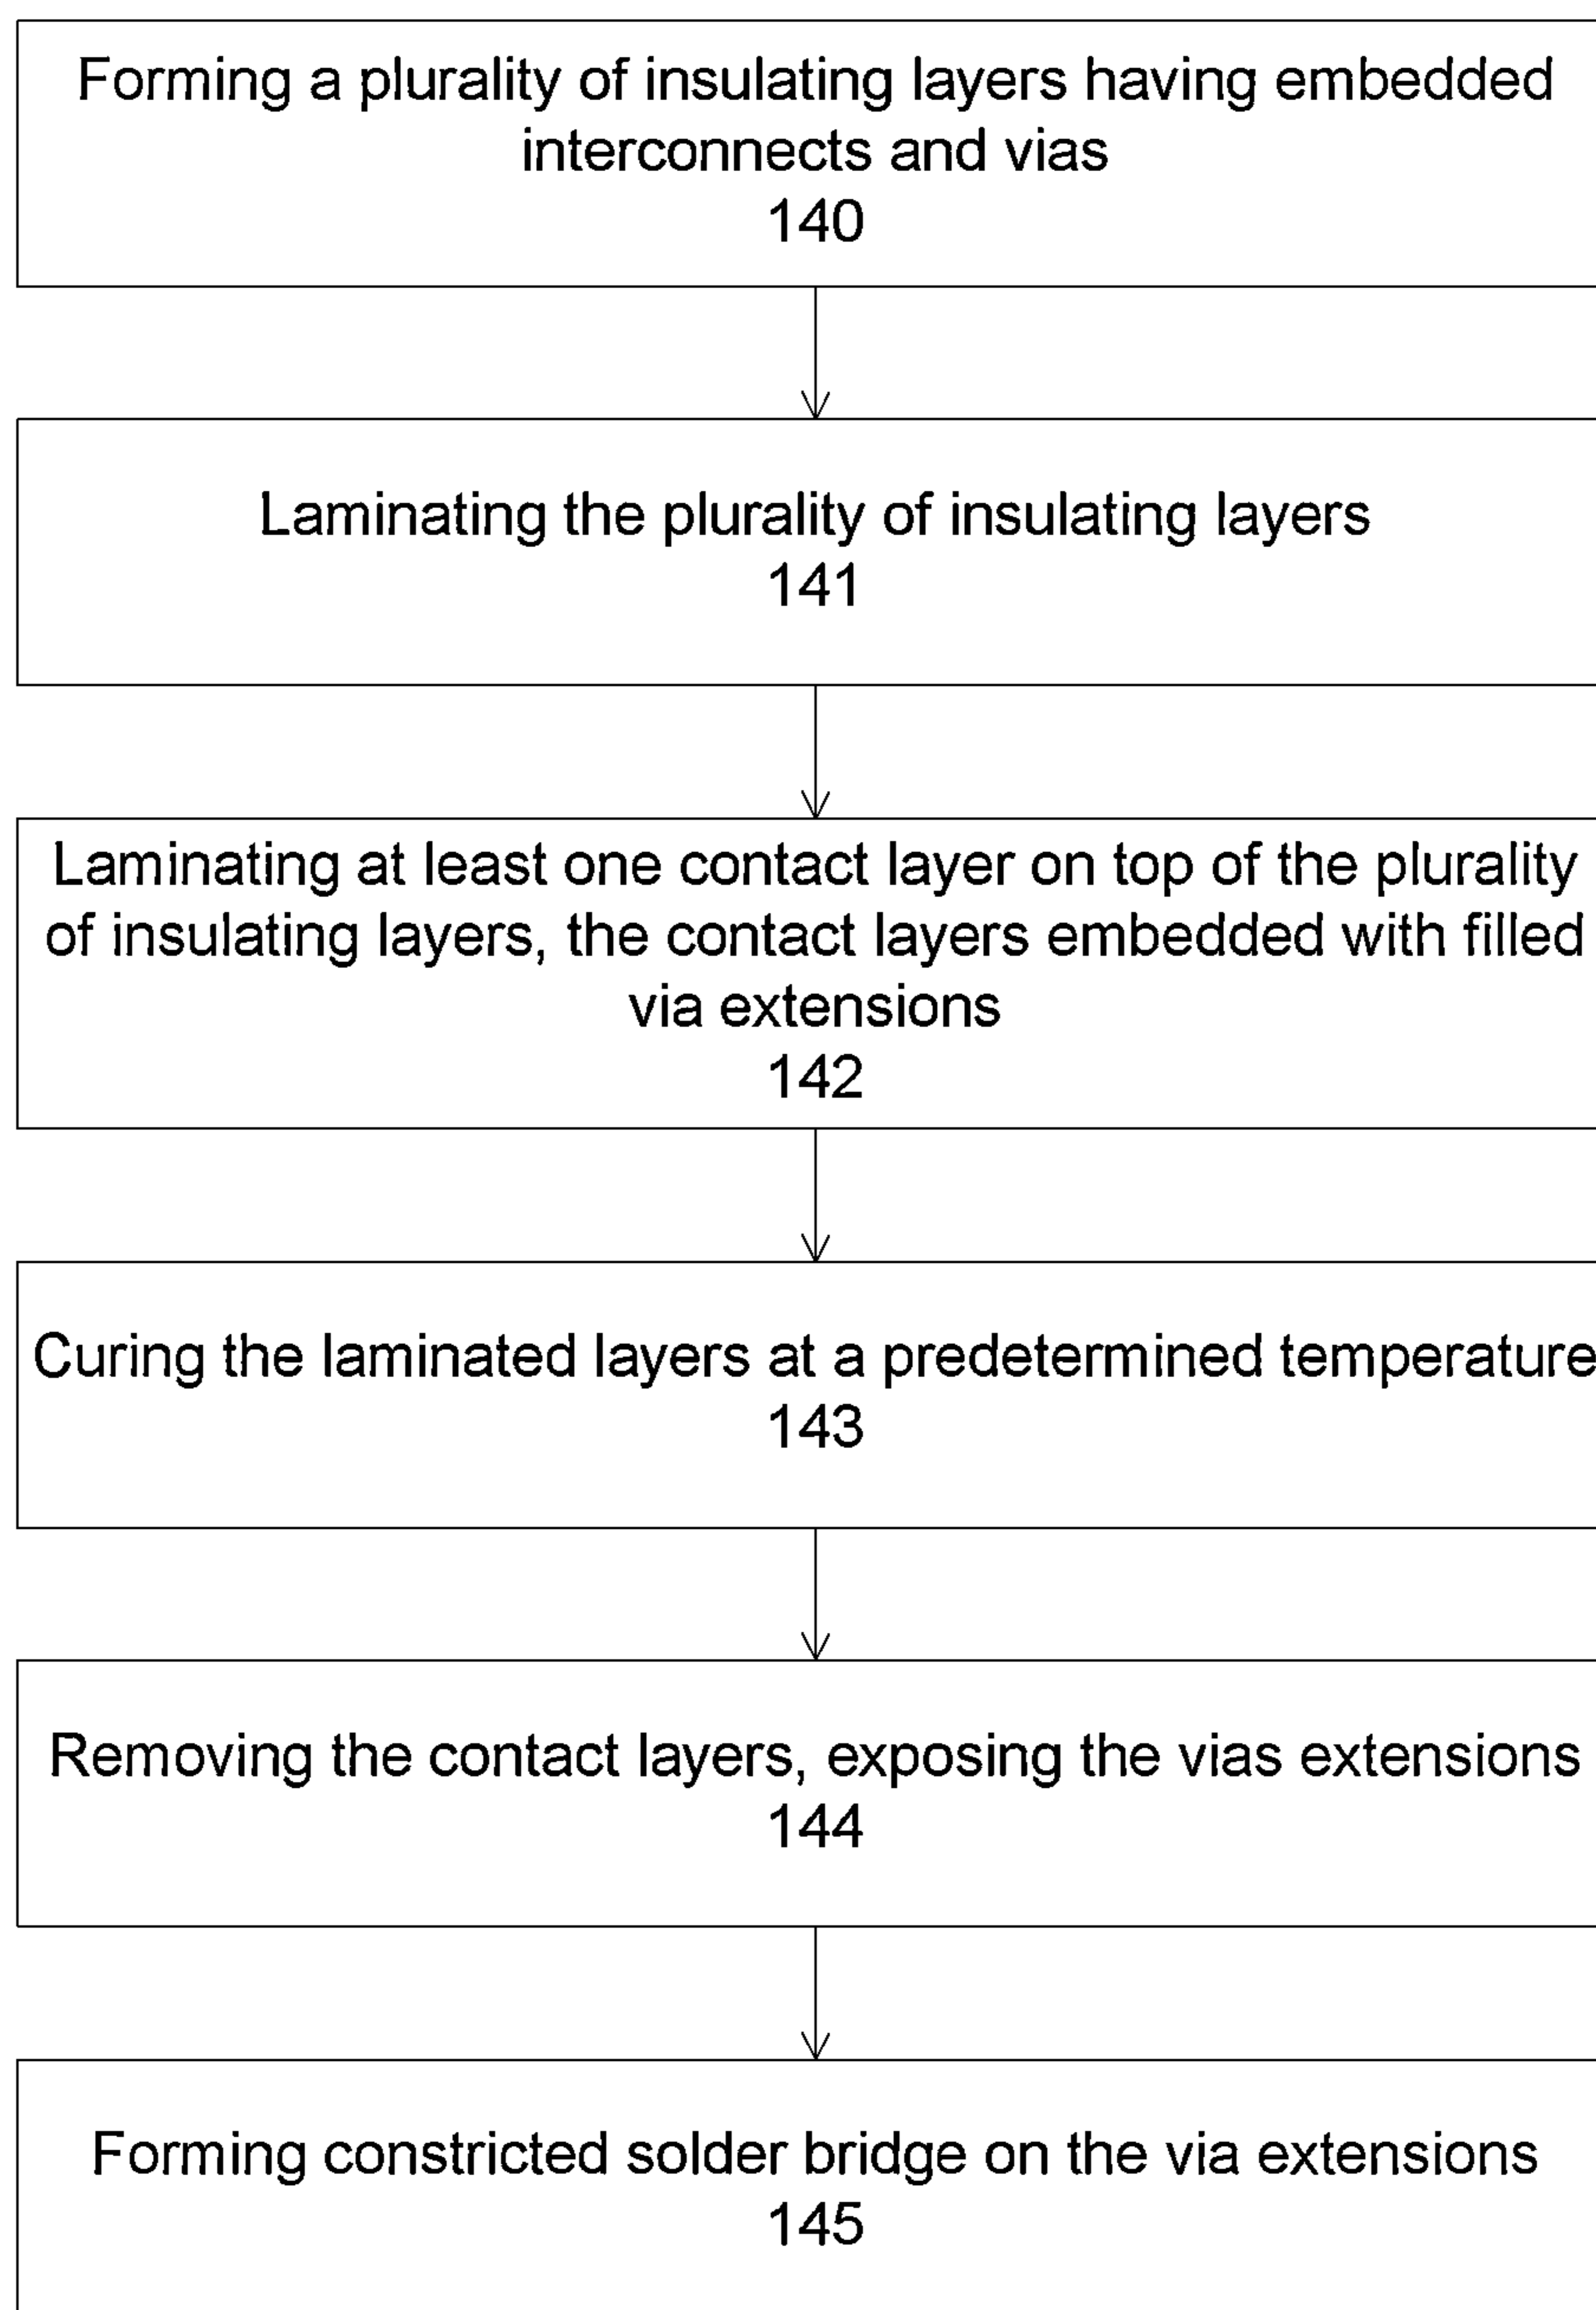 Forming a plurality of insulating layers having embedded
interconnects and vias
140
Laminating the plurality of insulating layers
141
Laminating at least one contact layer on top of the plurality
of insulating layers, the contact layers embedded with filled
via extensions
142
Curing the laminated layers at a predetermined temperature
143
Removing the contact layers, exposing the vias extensions
144
Forming constricted solder bridge on the via extensions
145